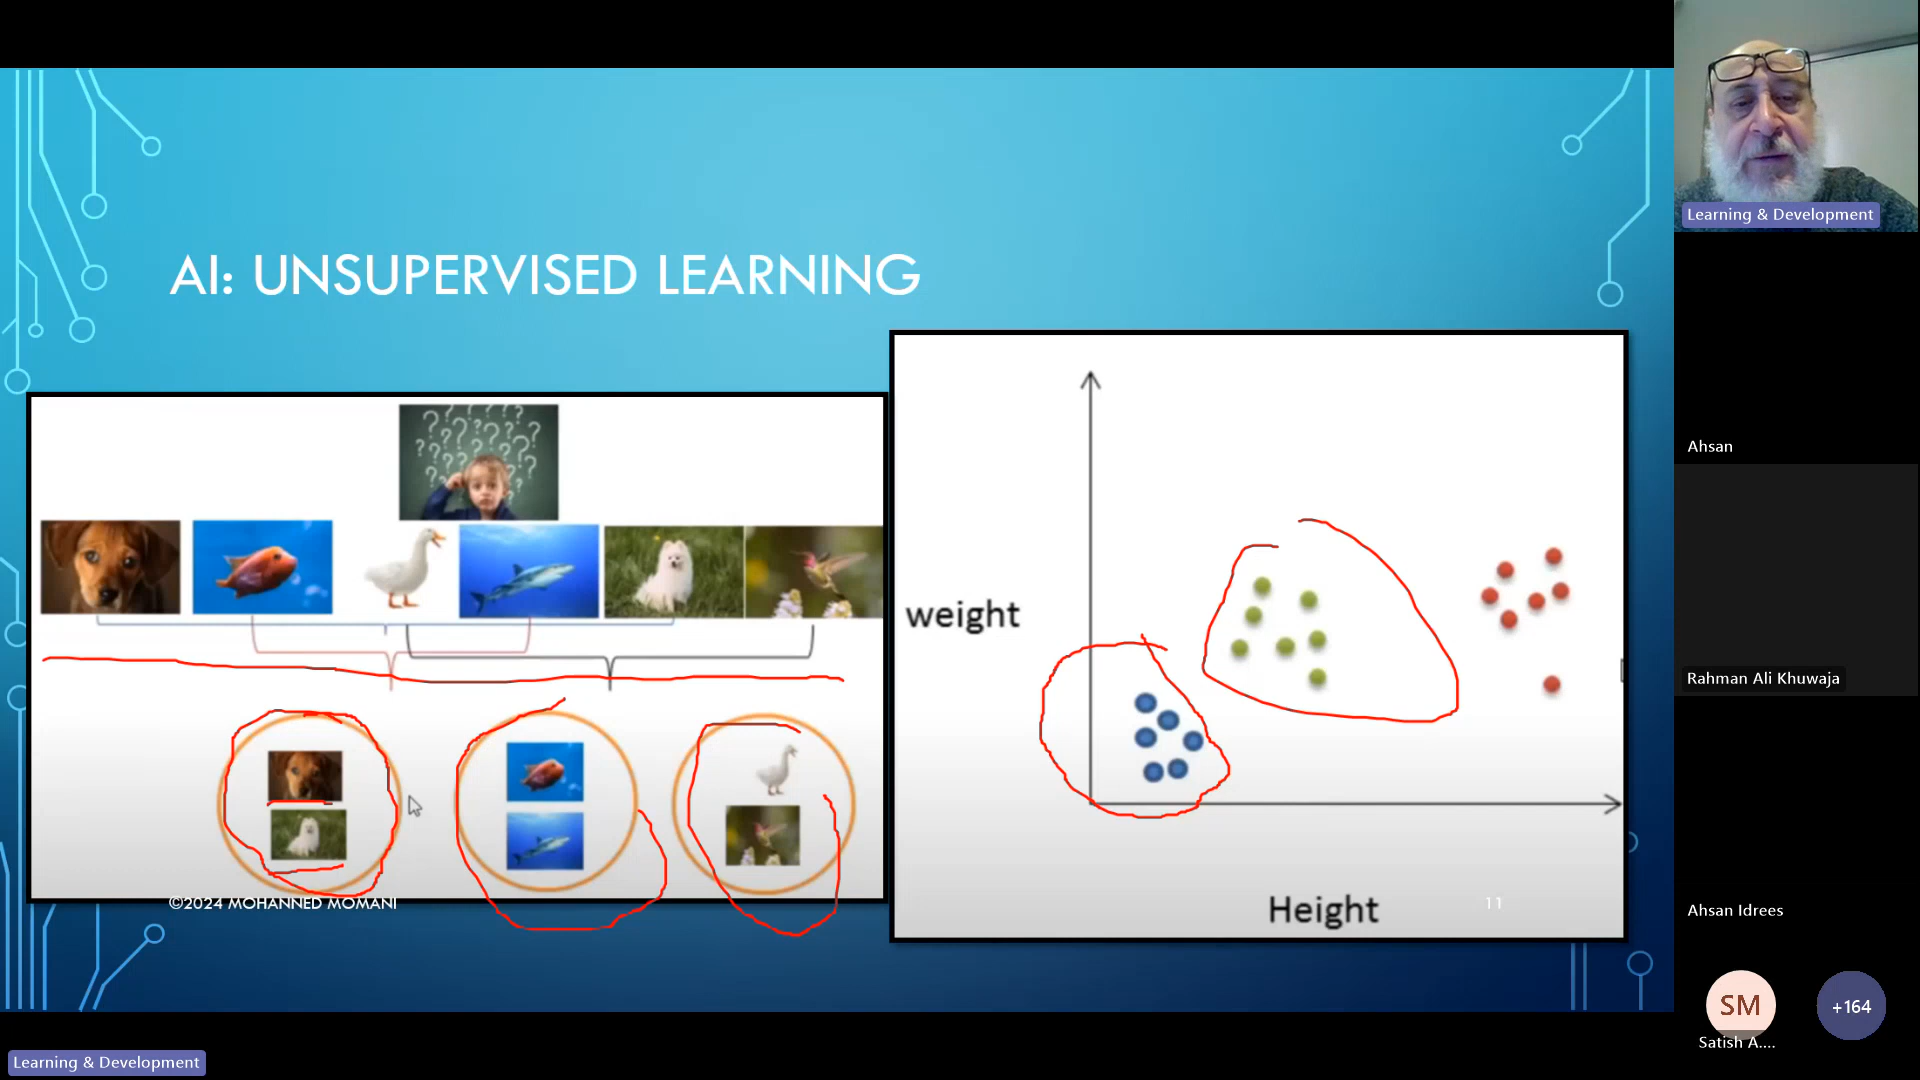 AI: UNSUPERVISED LEARNING
weight
Height
©2024 MOHANNED MOMANI
11
Learning & Development
Ahsan
Rahman Ali Khuwaja
Ahsan Idrees
SM
+164
Satish A....
Learning & Development